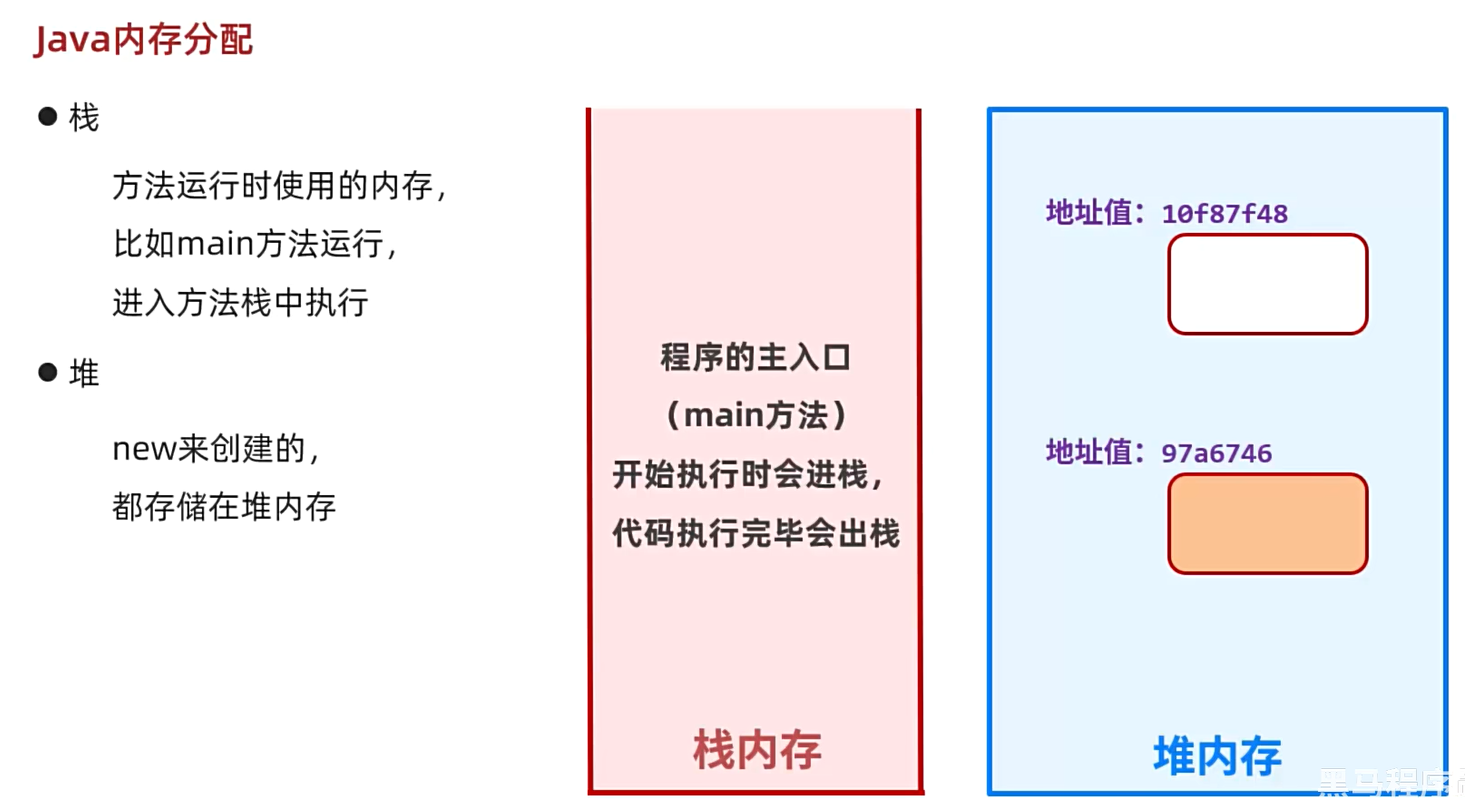 Java内存分配
● 栈
方法运行时使用的内存，
比如main方法运行，
进入方法栈中执行
● 堆
new来创建的，
都存储在堆内存
程序的主入口
（main方法）
开始执行时会进栈，
代码执行完毕会出栈
栈内存
地址值：10f87f48
地址值：97a6746
堆内存
黑马程序